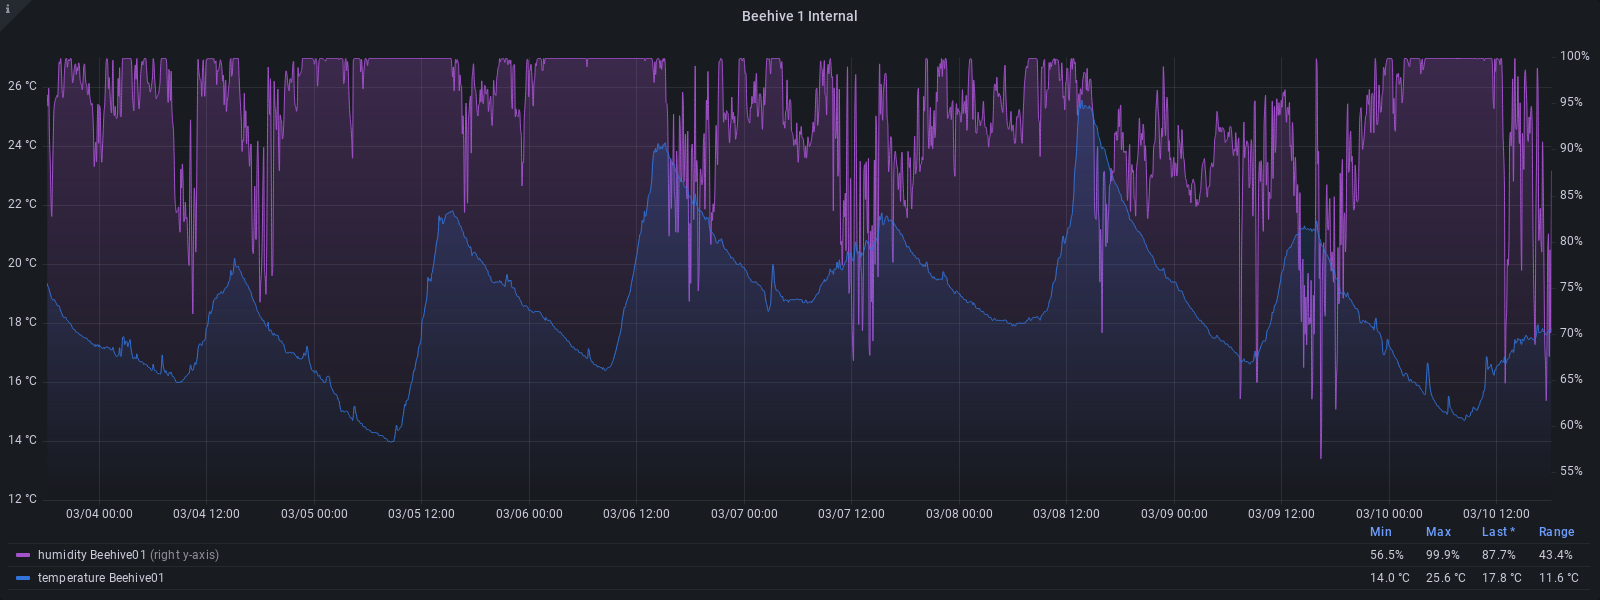 i
Beehive 1 Internal
26 °C
24 °C
22 °C
20 °C
18 °C
16 °C
14 °C
12 °C
100%
95%
90%
85%
80%
75%
70%
65%
60%
55%
03/04 00:00 03/04 12:00 03/05 00:00 03/05 12:00 03/06 00:00 03/06 12:00 03/07 00:00 03/07 12:00 03/08 00:00 03/08 12:00 03/09 00:00 03/09 12:00 03/10 00:00 03/10 12:00
Min Max Last * Range
humidity Beehive01 (right y-axis) 56.5% 99.9% 87.7% 43.4%
temperature Beehive01 14.0 °C 25.6 °C 17.8 °C 11.6 °C